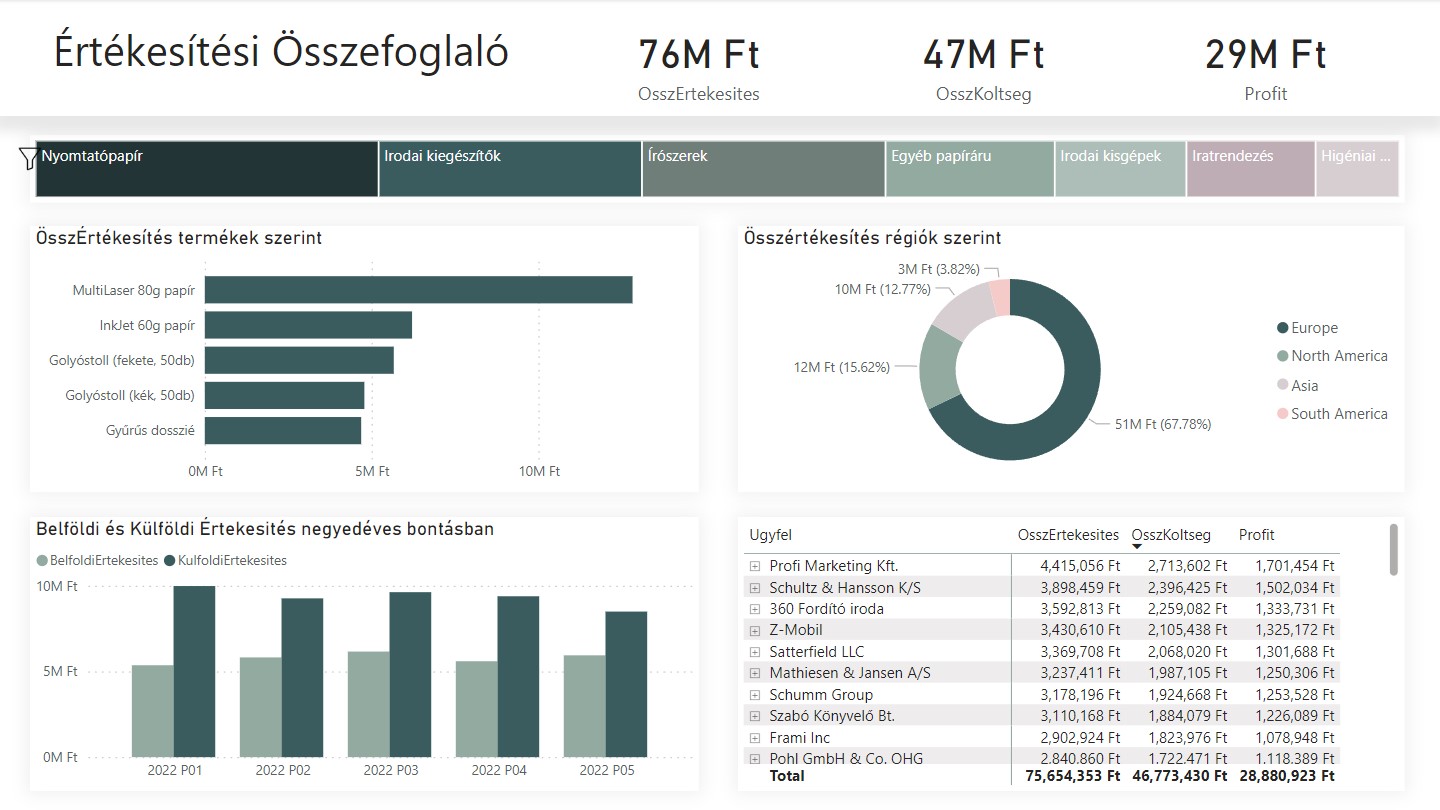 Értékesítési Összefoglaló
76M Ft
OsszErtekesites
47M Ft
OsszKoltseg
29M Ft
Profit
Nyomtatópapír
Irodai kiegészítők
Írószerek
Egyéb papíráru
Irodai kisgépek
Iratrendezés
Higéniai ...
ÖsszÉrtékesítés termékek szerint
MultiLaser 80g papír
InkJet 60g papír
Golyóstoll (fekete, 50db)
Golyóstoll (kék, 50db)
Gyűrűs dosszié
0M Ft 5M Ft 10M Ft
Összértékesítés régiók szerint
3M Ft (3.82%)
10M Ft (12.77%)
12M Ft (15.62%)
51M Ft (67.78%)
Europe
North America
Asia
South America
Belföldi és Külföldi Értekesités negyedéves bontásban
BelfoldiErtekesites KulfoldiErtekesites
10M Ft
5M Ft
0M Ft
2022 P01 2022 P02 2022 P03 2022 P04 2022 P05
Ugyfel OsszErtekesites OsszKoltseg Profit
Profi Marketing Kft. 4,415,056 Ft 2,713,602 Ft 1,701,454 Ft
Schultz & Hansson K/S 3,898,459 Ft 2,396,425 Ft 1,502,034 Ft
360 Fordító iroda 3,592,813 Ft 2,259,082 Ft 1,333,731 Ft
Z-Mobil 3,430,610 Ft 2,105,438 Ft 1,325,172 Ft
Satterfield LLC 3,369,708 Ft 2,068,020 Ft 1,301,688 Ft
Mathiesen & Jansen A/S 3,237,411 Ft 1,987,105 Ft 1,250,306 Ft
Schumm Group 3,178,196 Ft 1,924,668 Ft 1,253,528 Ft
Szabó Könyvelő Bt. 3,110,168 Ft 1,884,079 Ft 1,226,089 Ft
Frami Inc 2,902,924 Ft 1,823,976 Ft 1,078,948 Ft
Pohl GmbH & Co. OHG 2,840,860 Ft 1,722,471 Ft 1,118,389 Ft
Total 75,654,353 Ft 46,773,430 Ft 28,880,923 Ft